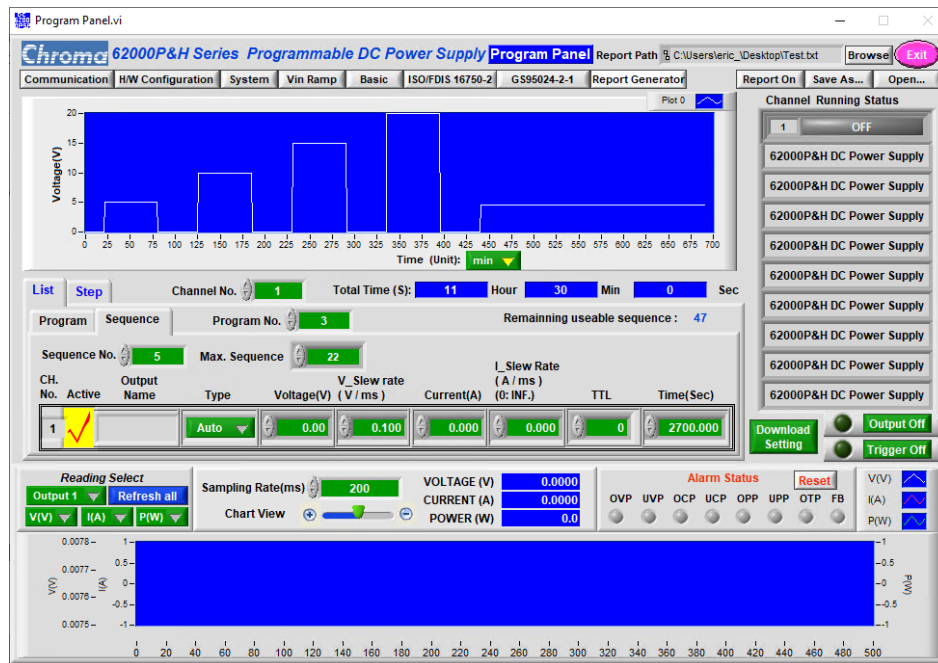 Program Panel.vi
Chroma 62000P&H Series Programmable DC Power Supply Program Panel Report Path C:\Users\eric_\Desktop\Test.txt Browse Exit
Communication H/W Configuration System Vin Ramp Basic ISO/FDIS 16750-2 GS95024-2-1 Report Generator Report On Save As... Open...
Plot 0
Voltage(V)
20
15
10
5
0
0 25 50 75 100 125 150 175 200 225 250 275 300 325 350 375 400 425 450 475 500 525 550 575 600 625 650 675 700
Time (Unit): min
Channel Running Status
1 OFF
62000P&H DC Power Supply
62000P&H DC Power Supply
62000P&H DC Power Supply
62000P&H DC Power Supply
62000P&H DC Power Supply
62000P&H DC Power Supply
62000P&H DC Power Supply
62000P&H DC Power Supply
62000P&H DC Power Supply
List Step Channel No. 1 Total Time (S): 11 Hour 30 Min 0 Sec
Program Sequence Program No. 3 Remainning useable sequence : 47
Sequence No. 5 Max. Sequence 22
CH. No. Active Output Name Type Voltage(V) V_Slew rate (V / ms) Current(A) I_Slew Rate (A / ms) (0: INF.) TTL Time(Sec)
1 Auto 0.00 0.100 0.000 0.000 0 2700.000
Download Setting Output Off
Trigger Off
Reading Select
Output 1 Refresh all
V(V) I(A) P(W)
Sampling Rate(ms) 200
Chart View
VOLTAGE (V) 0.0000
CURRENT (A) 0.0000
POWER (W) 0.0
Alarm Status Reset
OVP UVP OCP UCP OPP UPP OTP FB
V(V)
I(A)
P(W)
V(V)
0.0078
0.0077
0.0076
0.0075
I(A)
1
0.5
0
-0.5
-1
P(W)
1
0.5
0
-0.5
-1
0 20 40 60 80 100 120 140 160 180 200 220 240 260 280 300 320 340 360 380 400 420 440 460 480 500